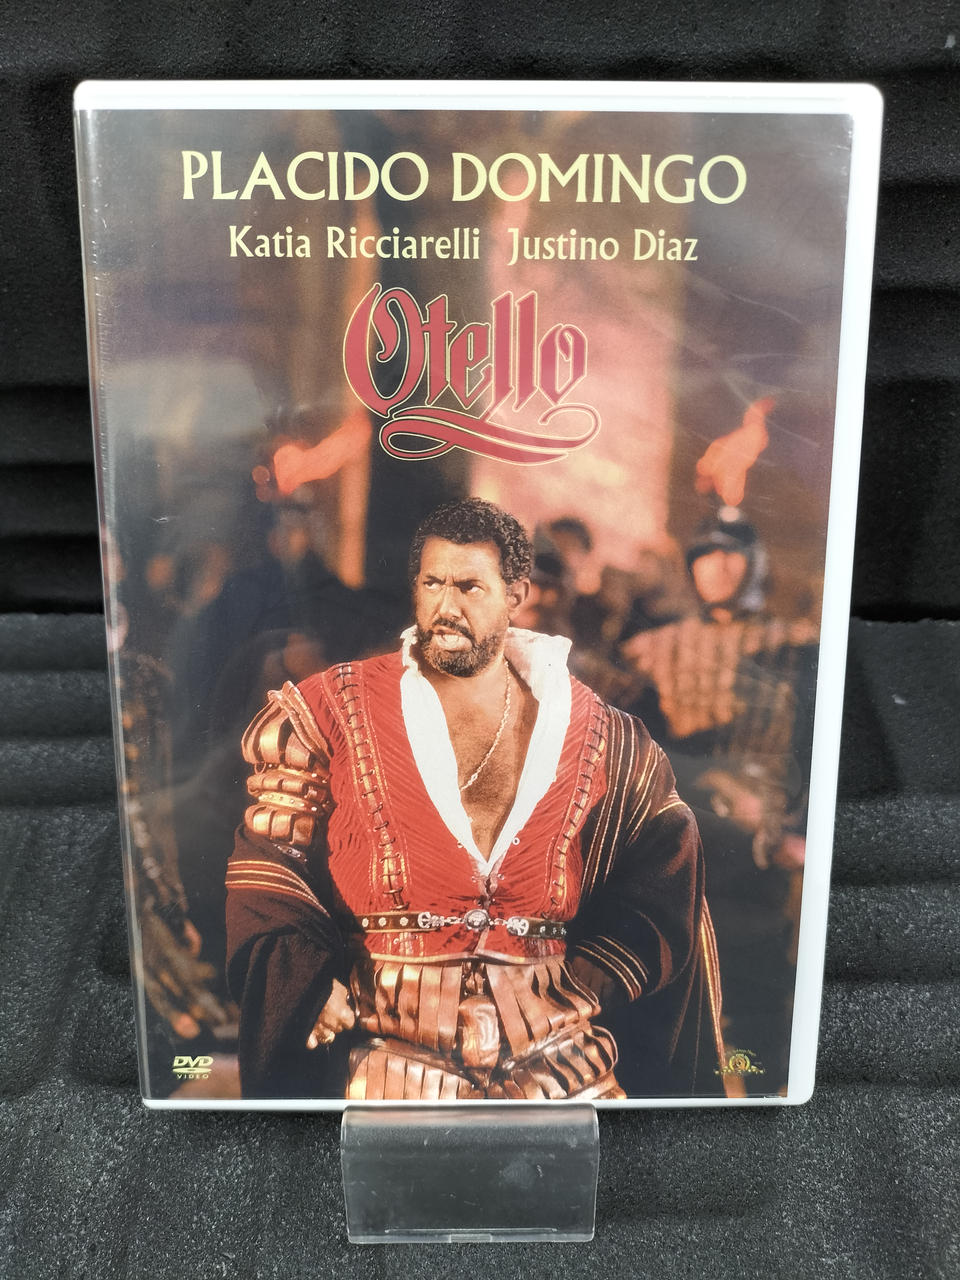 PLACIDO DOMINGO
Katia Ricciarelli Justino Diaz
Otello
DVD
VIDEO